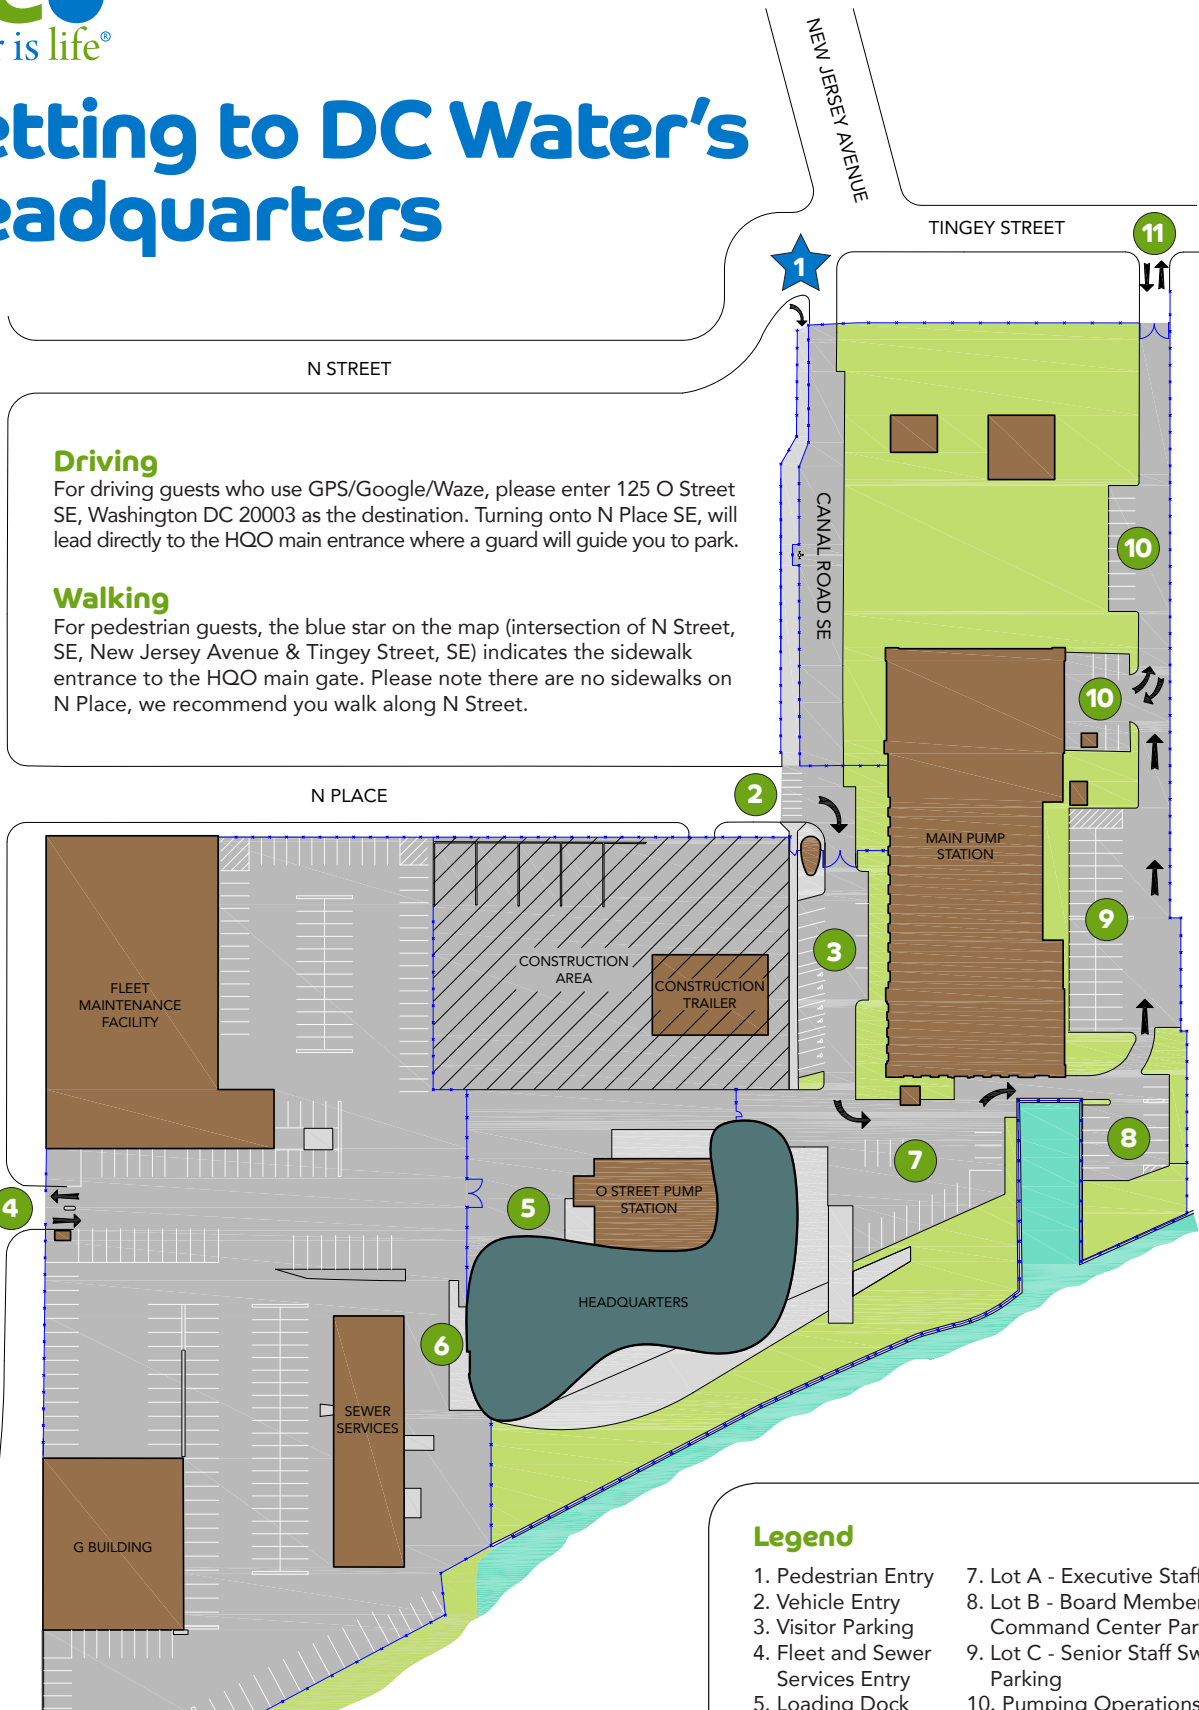 is life®
etting to DC Water's
eadquarters
NEW JERSEY AVENUE
TINGEY STREET
11
1
N STREET
Driving
For driving guests who use GPS/Google/Waze, please enter 125 O Street
SE, Washington DC 20003 as the destination. Turning onto N Place SE, will
lead directly to the HQO main entrance where a guard will guide you to park.
CANAL ROAD SE
10
Walking
For pedestrian guests, the blue star on the map (intersection of N Street,
SE, New Jersey Avenue & Tingey Street, SE) indicates the sidewalk
entrance to the HQO main gate. Please note there are no sidewalks on
N Place, we recommend you walk along N Street.
10
N PLACE
2
MAIN PUMP
STATION
9
3
CONSTRUCTION
AREA
CONSTRUCTION
TRAILER
FLEET
MAINTENANCE
FACILITY
8
7
4
5
O STREET PUMP
STATION
HEADQUARTERS
6
SEWER
SERVICES
G BUILDING
Legend
1. Pedestrian Entry
2. Vehicle Entry
3. Visitor Parking
4. Fleet and Sewer
Services Entry
5. Loading Dock
7. Lot A - Executive Staff
8. Lot B - Board Member
Command Center Par
9. Lot C - Senior Staff Sw
Parking
10. Pumping Operations